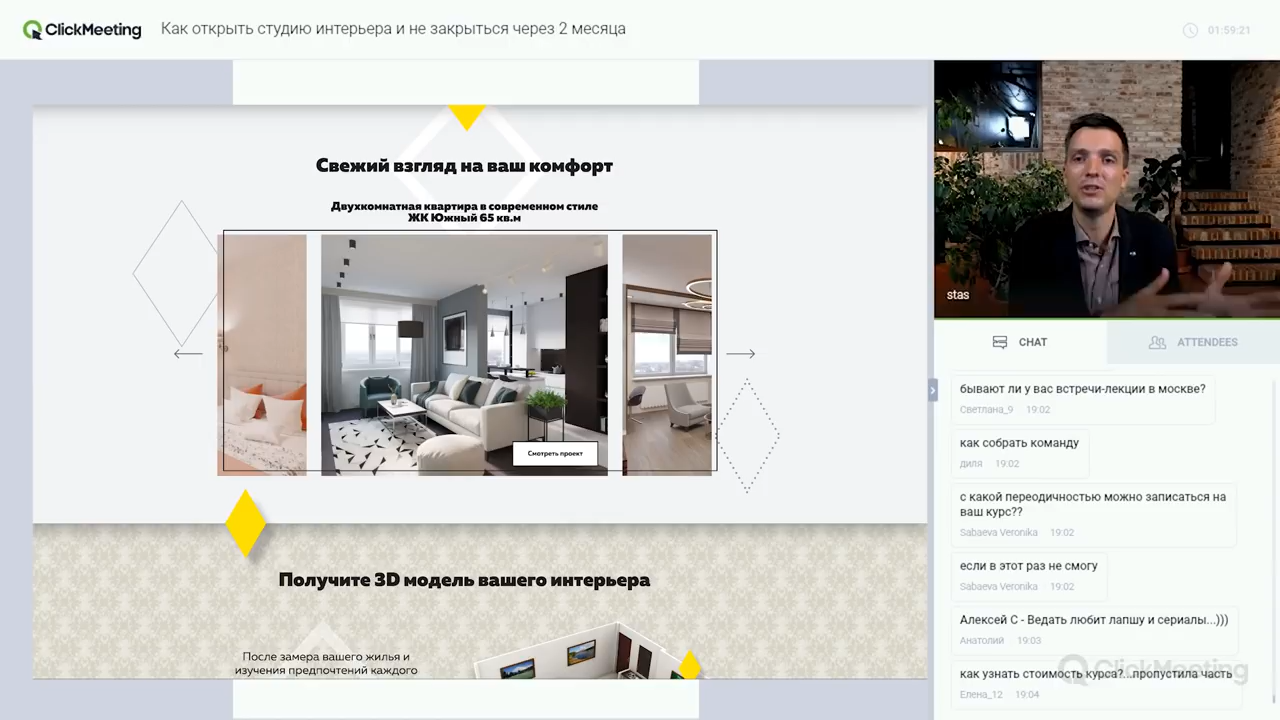 ClickMeeting
Как открыть студию интерьера и не закрыться через 2 месяца
01:59:21
Свежий взгляд на ваш комфорт
Двухкомнатная квартира в современном стиле
ЖК Южный 65 кв.м
Смотреть проект
Получите 3D модель вашего интерьера
После замера вашего жилья и
изучения предпочтений каждого
stas
CHAT
ATTENDEES
бывают ли у вас встречи-лекции в москве?
Светлана_9 19:02
как собрать команду
диля 19:02
с какой переодичностью можно записаться на
ваш курс??
Sabaeva Veronika 19:02
если в этот раз не смогу
Sabaeva Veronika 19:02
Алексей С - Ведать любит лапшу и сериалы...)))
Анатолий 19:03
как узнать стоимость курса?...пропустила часть
Елена_12 19:04
ClickMeeting